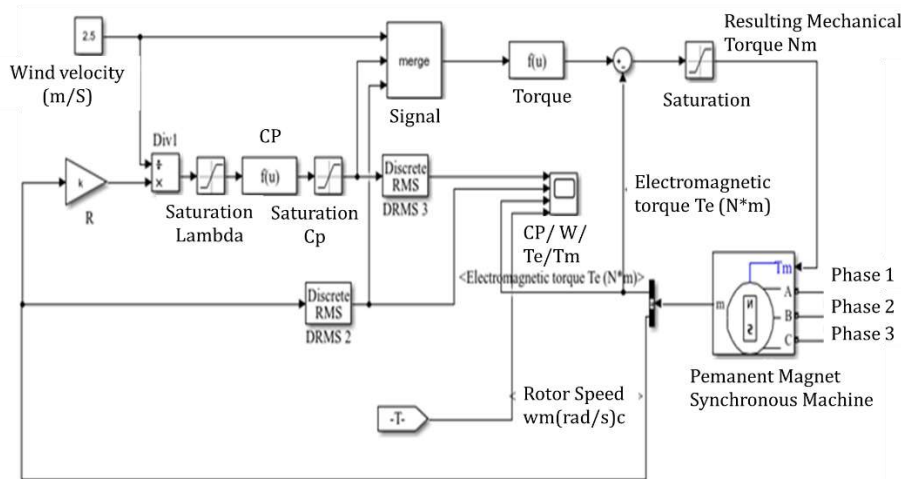 Resulting Mechanical
Torque Nm
2.5
Wind velocity
(m/S)
merge
Signal
f(u)
Torque
+
-
Saturation
Div1
÷
×
CP
k
R
Saturation
Lambda
f(u)
Saturation
Cp
Discrete
RMS
DRMS 3
CP/ W/
Te/Tm
Electromagnetic
torque Te (N*m)
<Electromagnetic torque Te (N*m)>
Discrete
RMS
DRMS 2
Tm
m
N
S
A
B
C
Phase 1
Phase 2
Phase 3
Pemanent Magnet
Synchronous Machine
-T-
< Rotor Speed >
wm(rad/s)c